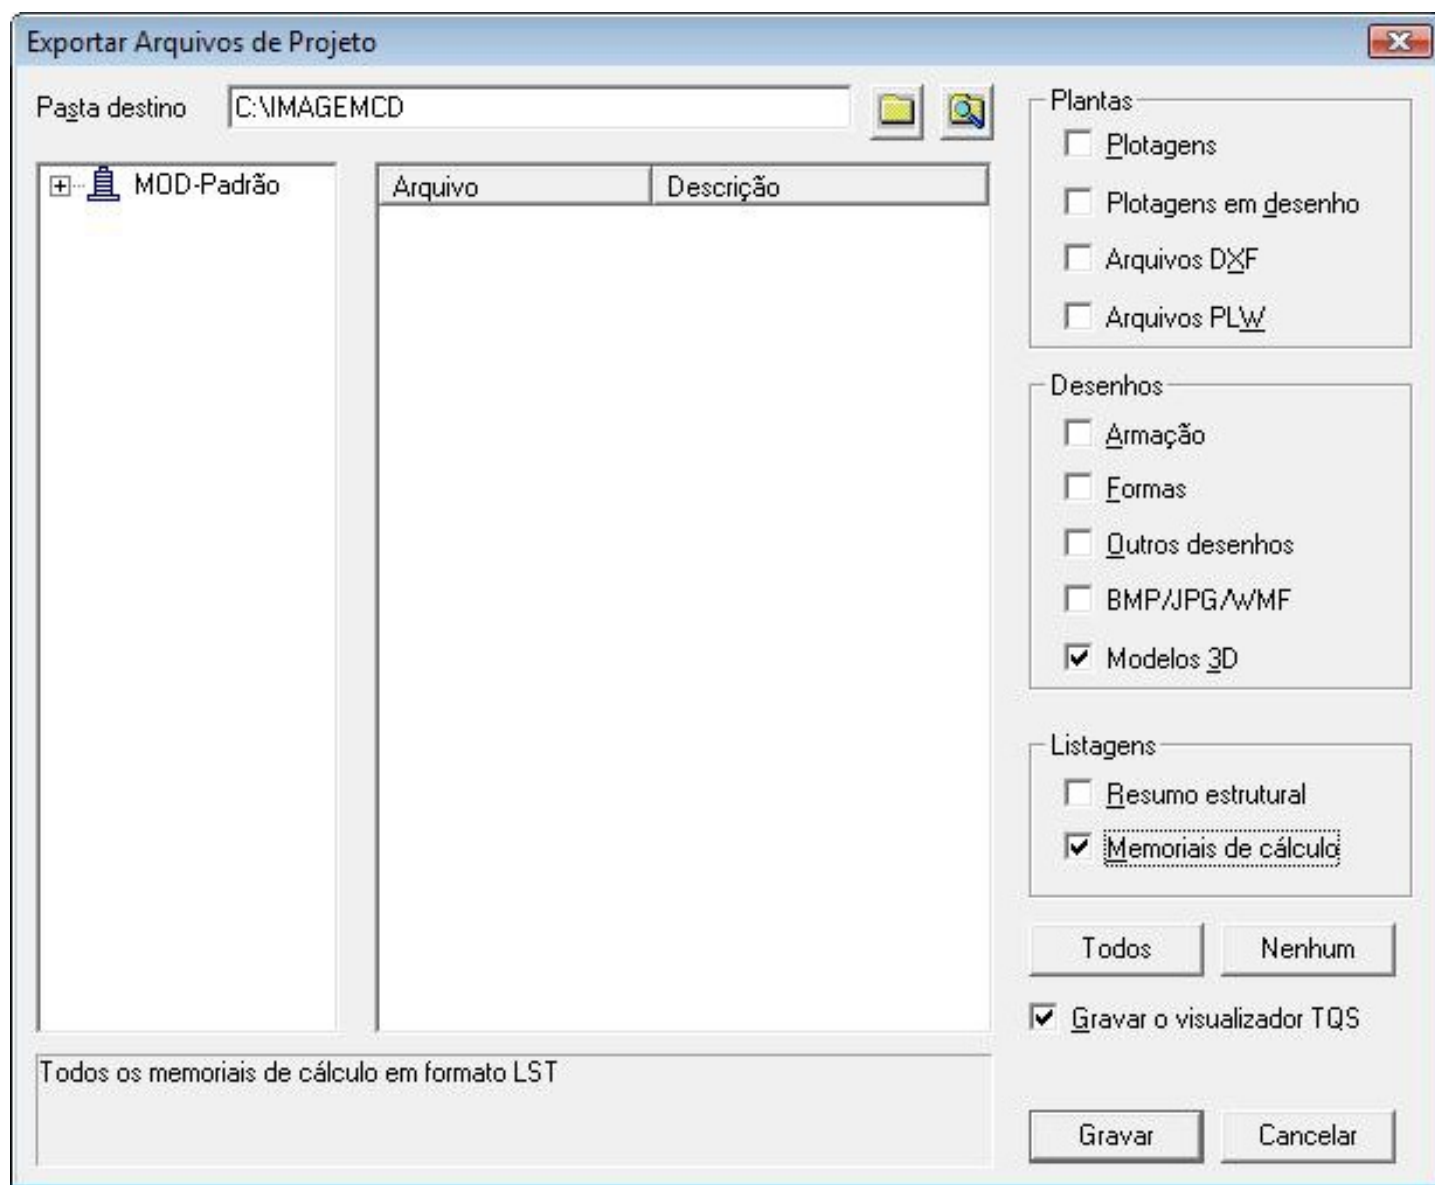 Exportar Arquivos de Projeto
Pasta destino C:\IMAGEMCD
MOD-Padrão
Arquivo Descrição
Todos os memoriais de cálculo em formato LST
Plantas
Plotagens
Plotagens em desenho
Arquivos DXF
Arquivos PLW
Desenhos
Armação
Formas
Outros desenhos
BMP/JPG/WMF
Modelos 3D
Listagens
Resumo estrutural
Memoriais de cálculo
Todos Nenhum
Gravar o visualizador TQS
Gravar Cancelar